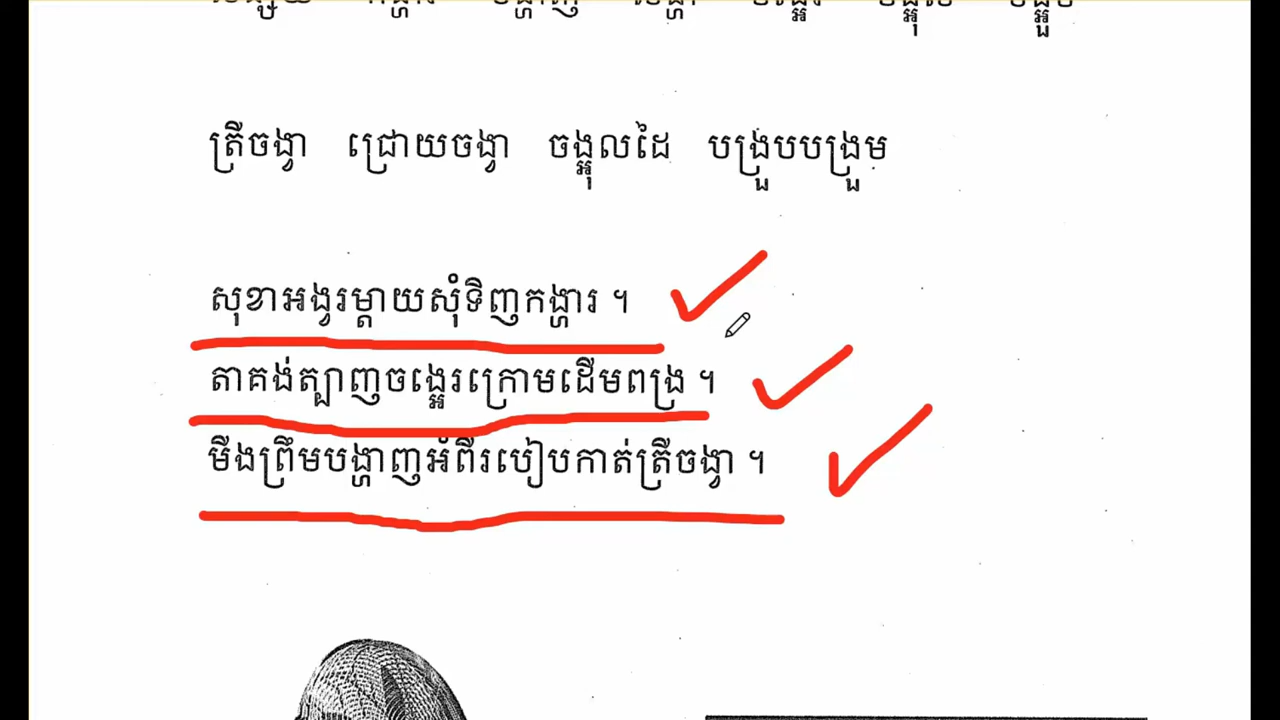 ត្រីចង្វា ជ្រោយចង្វា ចង្អុលដៃ បង្រួបបង្រួម
សុខាអង្វរម្តាយសុំទិញកង្ហារ ។
តាគង់ត្បាញចង្អេរក្រោមដើមពង្រ ។
មីងព្រឹមបង្ហាញអំពីរបៀបកាត់ត្រីចង្វា ។